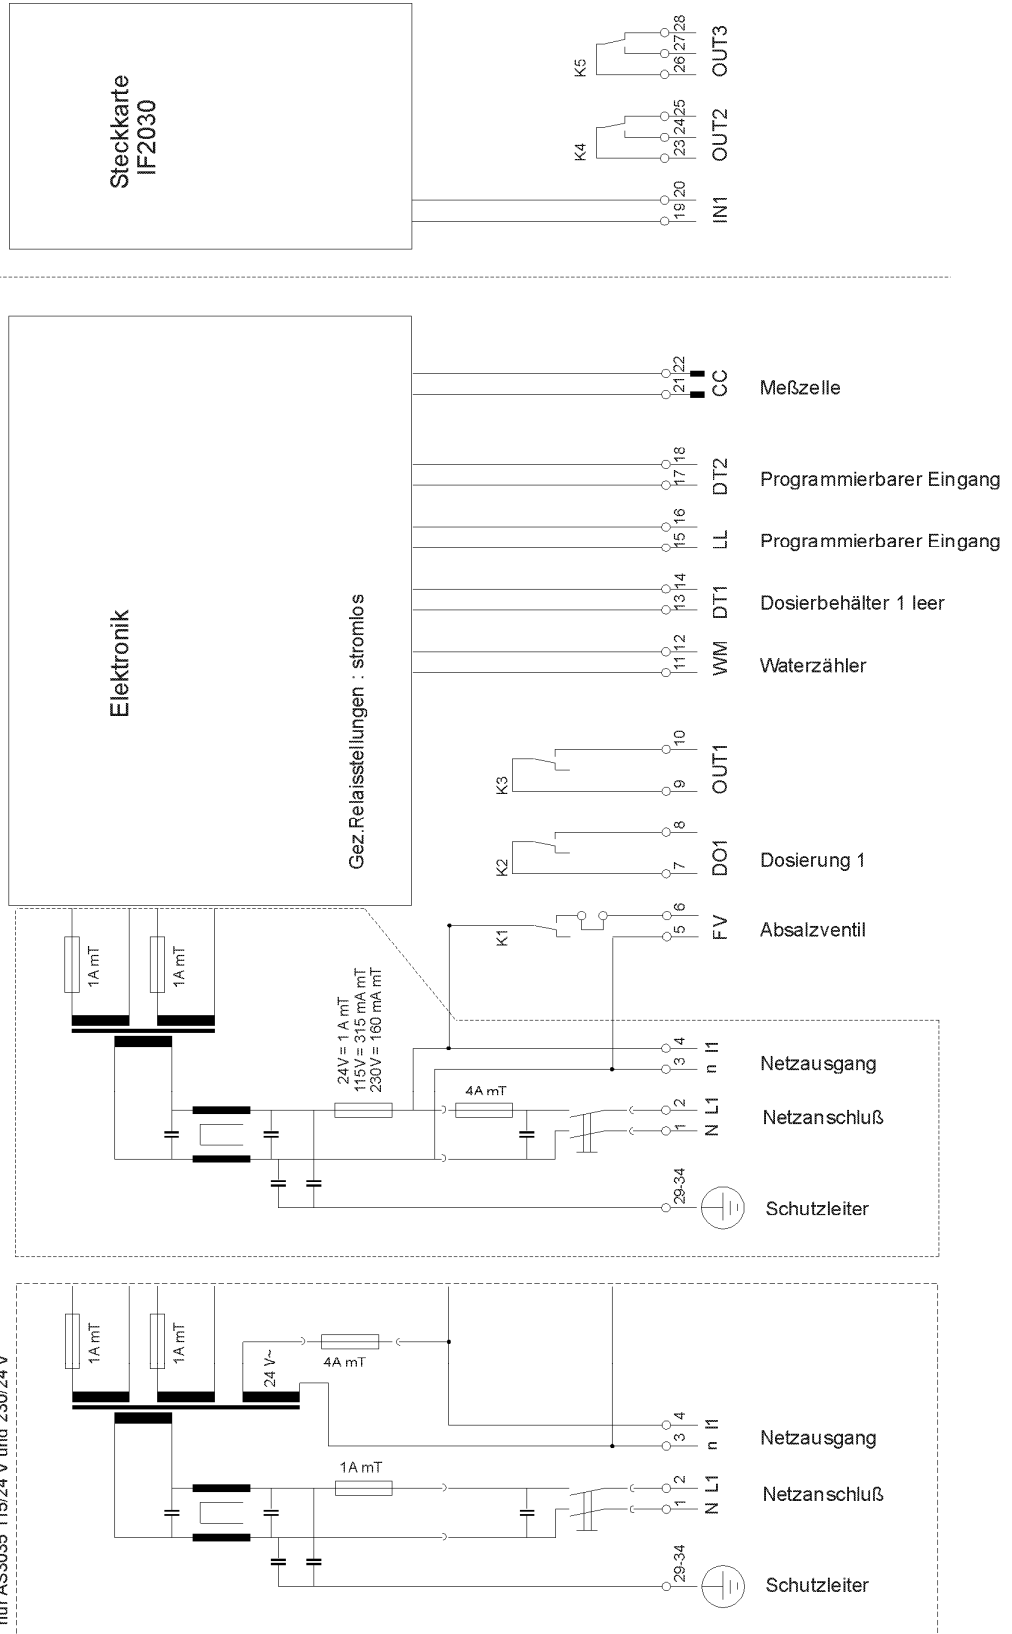 Steckkarte
IF2030
K5
28
27
26
OUT3
K4
25
24
23
OUT2
20
19
IN1
Elektronik
Gez.Relaisstellungen : stromlos
22
21
CC
Meßzelle
18
17
DT2
Programmierbarer Eingang
16
15
LL
Programmierbarer Eingang
14
13
DT1
Dosierbehälter 1 leer
12
11
WM
Waterzähler
K3
10
9
OUT1
K2
8
7
DO1
Dosierung 1
K1
6
5
FV
Absalzventil
1A mT
1A mT
24V = 1 A mT
115V = 315 mA mT
230V = 160 mA mT
4
3
n l1
Netzausgang
4A mT
2
1
N L1
Netzanschluß
29-34
Schutzleiter
nur AS3035 115/24 V und 230/24 V
1A mT
1A mT
24 V~
4A mT
4
3
n l1
Netzausgang
1A mT
2
1
N L1
Netzanschluß
29-34
Schutzleiter